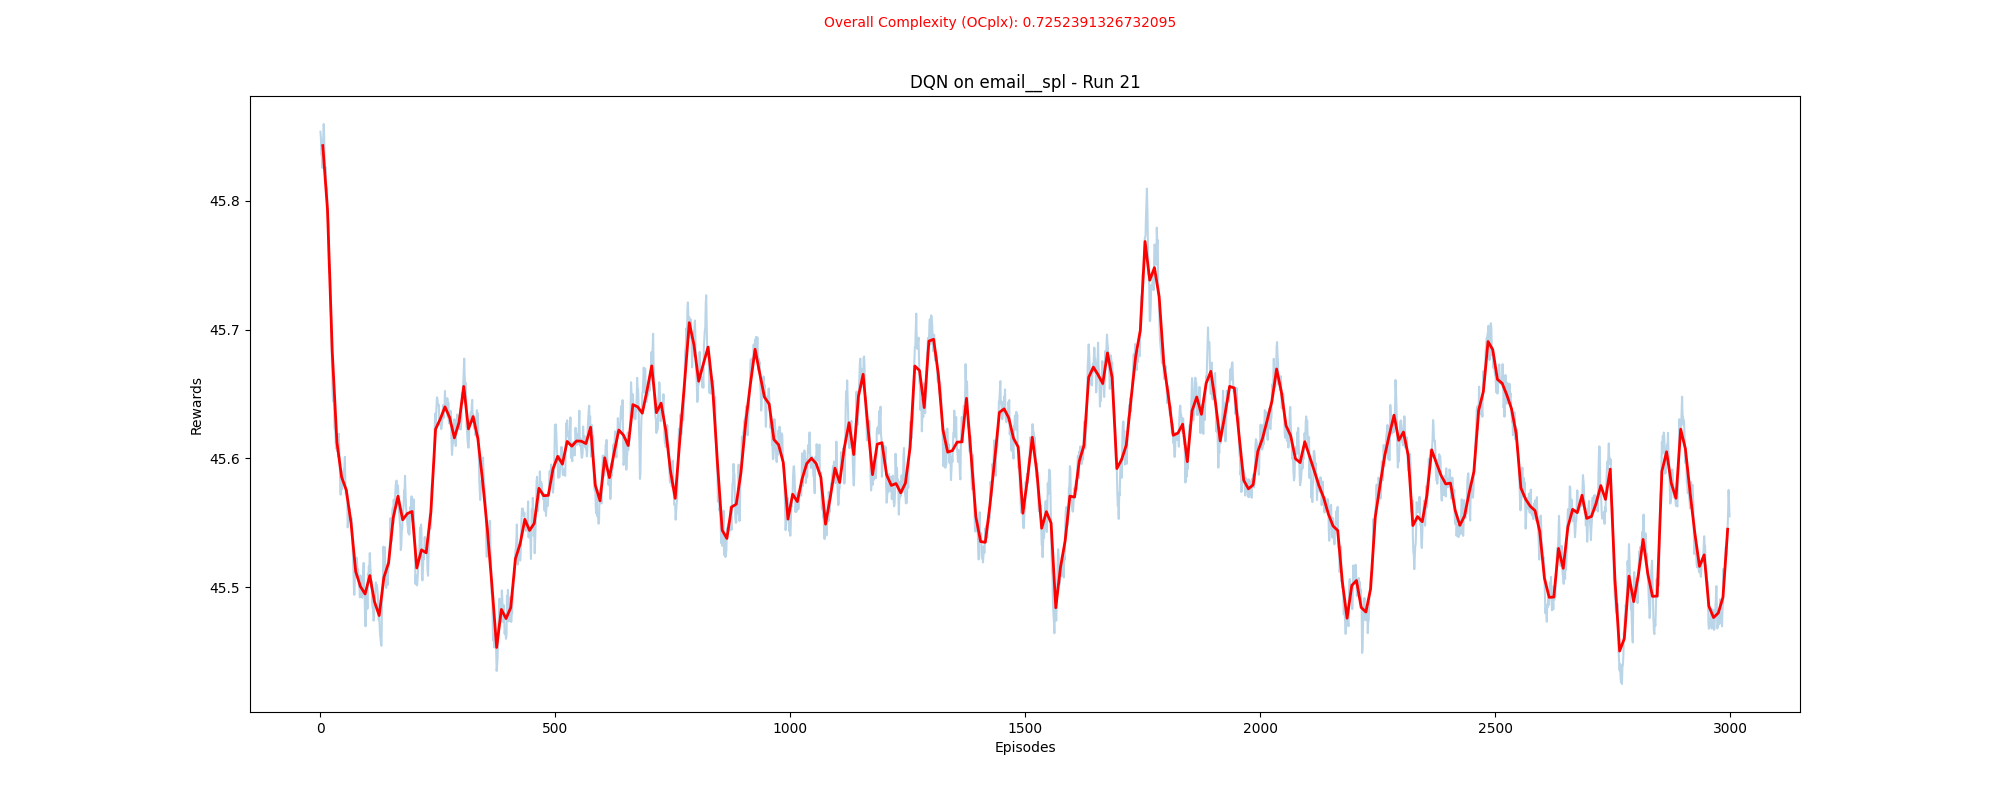 Overall Complexity (OCplx): 0.7252391326732095
DQN on email__spl - Run 21
Rewards
45.8
45.7
45.6
45.5
0 500 1000 1500 2000 2500 3000
Episodes